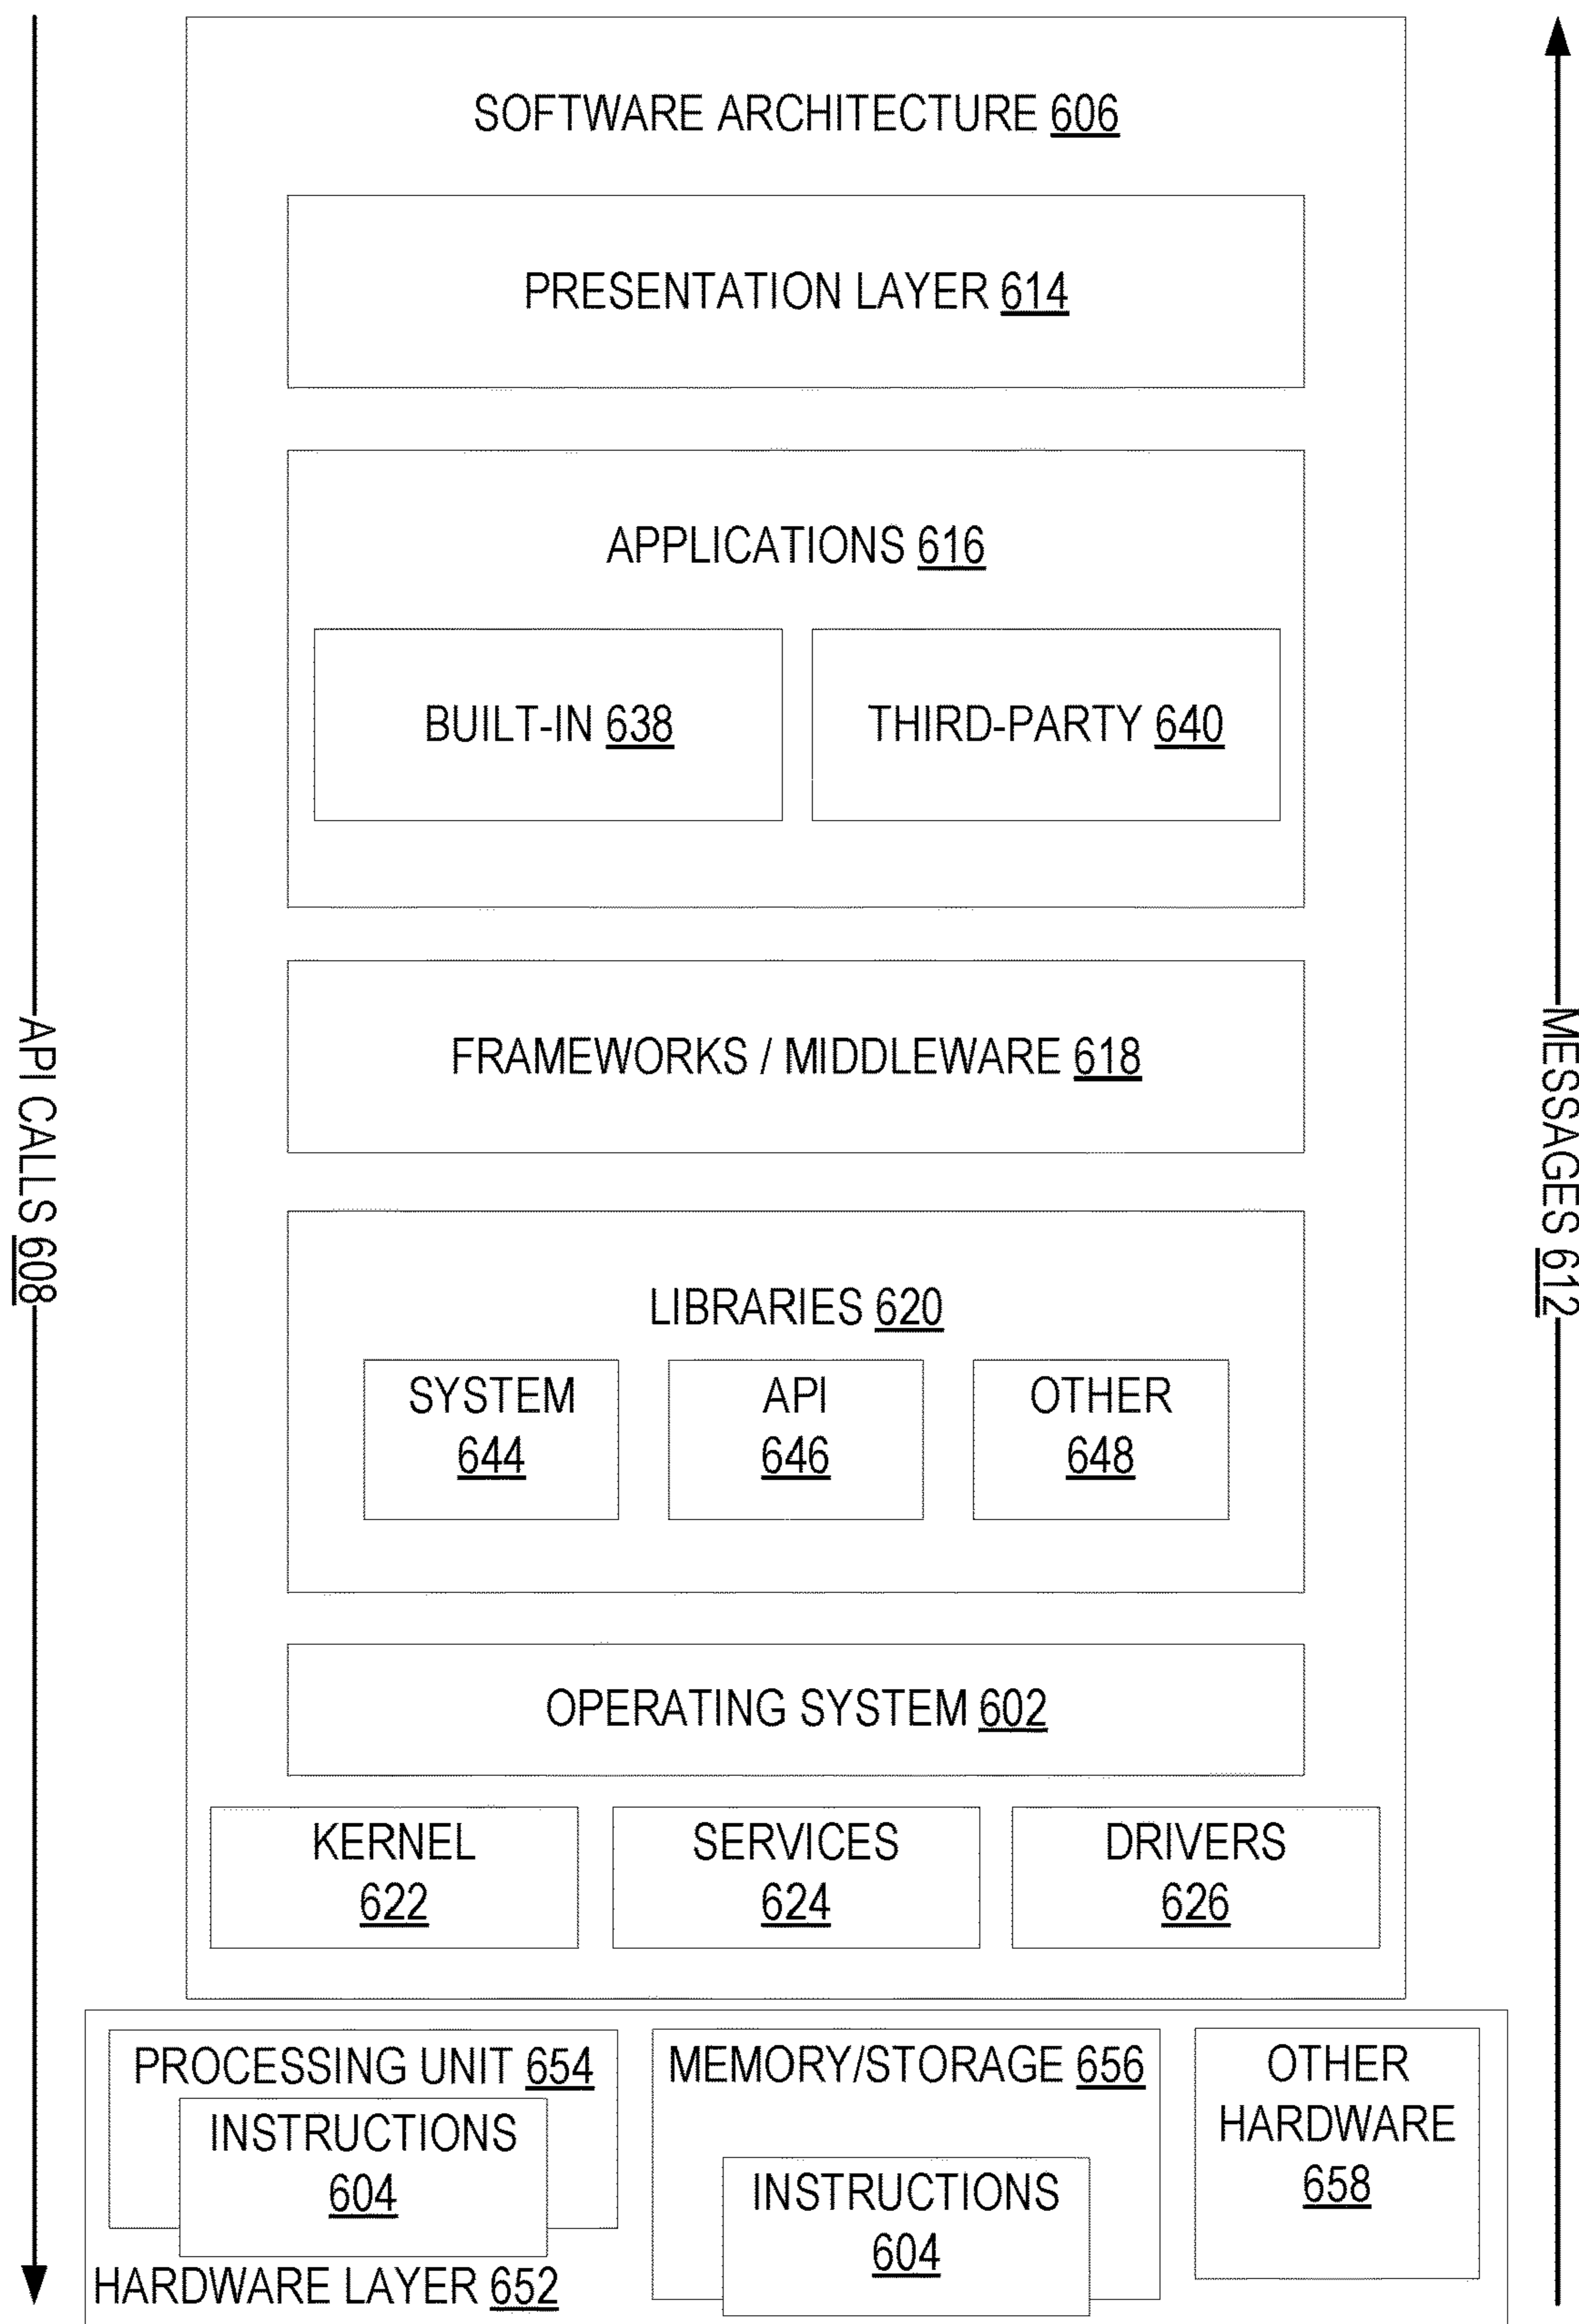 SOFTWARE ARCHITECTURE 606
PRESENTATION LAYER 614
APPLICATIONS 616
BUILT-IN 638
THIRD-PARTY 640
FRAMEWORKS / MIDDLEWARE 618
API CALLS 608
MESSAGES 612
LIBRARIES 620
SYSTEM
644
API
646
OTHER
648
OPERATING SYSTEM 602
KERNEL
622
SERVICES
624
DRIVERS
626
PROCESSING UNIT 654
INSTRUCTIONS
604
MEMORY/STORAGE 656
INSTRUCTIONS
604
OTHER
HARDWARE
658
HARDWARE LAYER 652